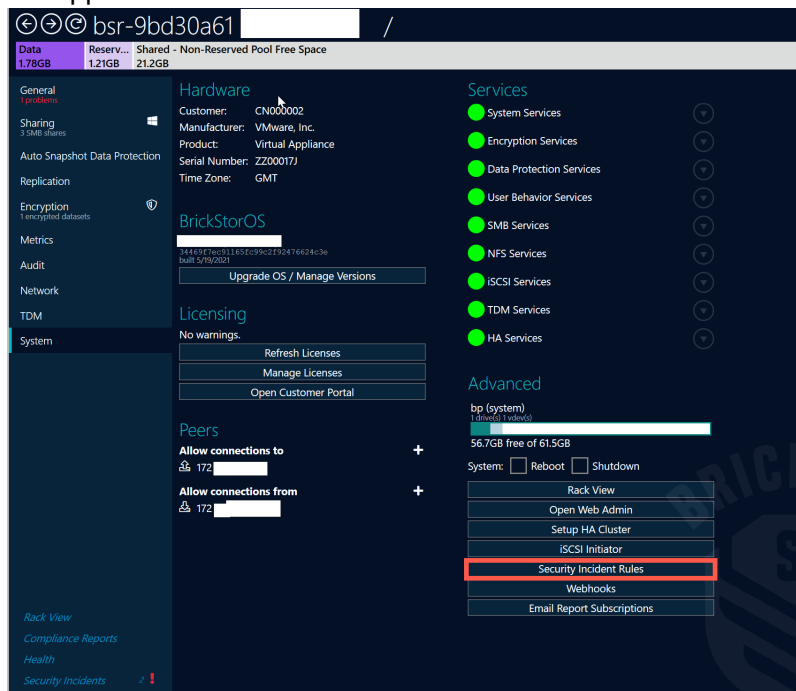 bsr-9bd30a61 /
Data Reserv... Shared - Non-Reserved Pool Free Space
1.78GB 1.21GB 21.2GB
General
1 problems
Sharing
3 SMB shares
Auto Snapshot Data Protection
Replication
Encryption
1 encrypted datasets
Metrics
Audit
Network
TDM
System
Rack View
Compliance Reports
Health
Security Incidents 2 !
Hardware
Customer: CN000002
Manufacturer: VMware, Inc.
Product: Virtual Appliance
Serial Number: ZZ00017J
Time Zone: GMT
BrickStorOS
34469f7ec91165fc99c2f92476624c3e
built 5/19/2021
Upgrade OS / Manage Versions
Licensing
No warnings.
Refresh Licenses
Manage Licenses
Open Customer Portal
Peers
Allow connections to +
172
Allow connections from +
172
Services
System Services
Encryption Services
Data Protection Services
User Behavior Services
SMB Services
NFS Services
iSCSI Services
TDM Services
HA Services
Advanced
bp (system)
1 drive(s) 1 vdev(s)
56.7GB free of 61.5GB
System: Reboot Shutdown
Rack View
Open Web Admin
Setup HA Cluster
iSCSI Initiator
Security Incident Rules
Webhooks
Email Report Subscriptions